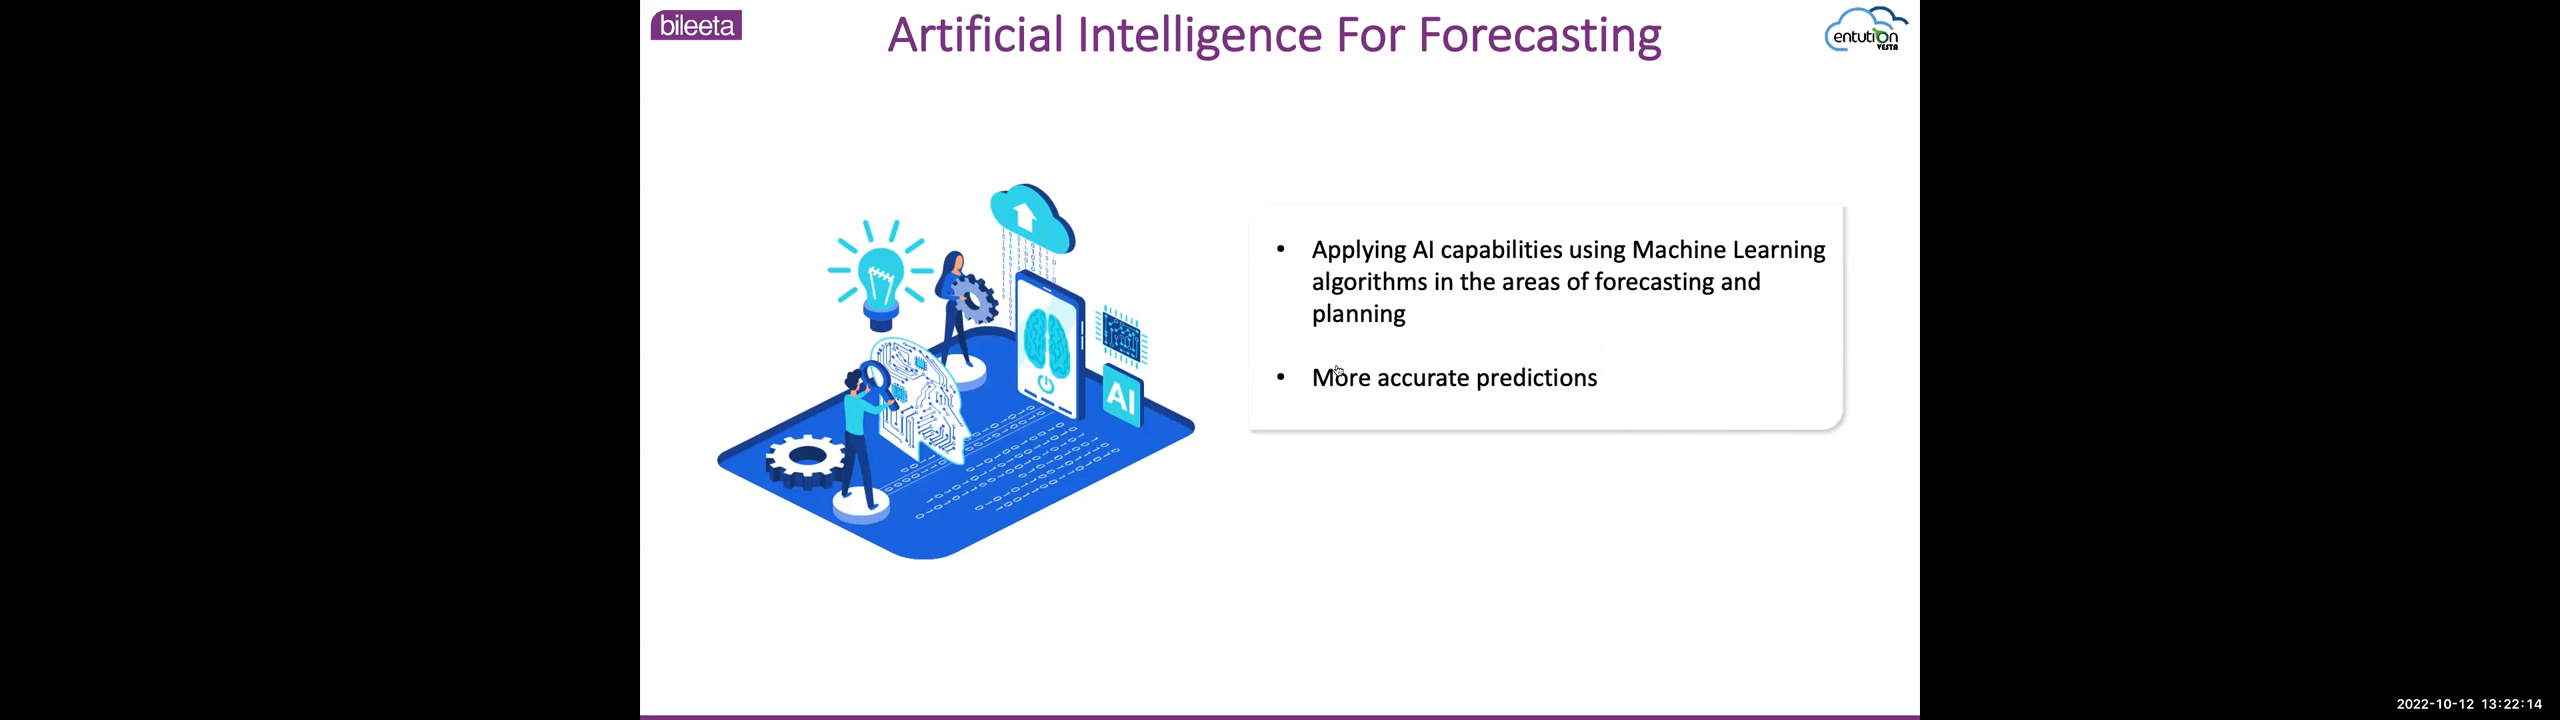 bileeta
Artificial Intelligence For Forecasting
entution
VESTA
• Applying AI capabilities using Machine Learning
algorithms in the areas of forecasting and
planning
• More accurate predictions
AI
2022-10-12 13:22:14